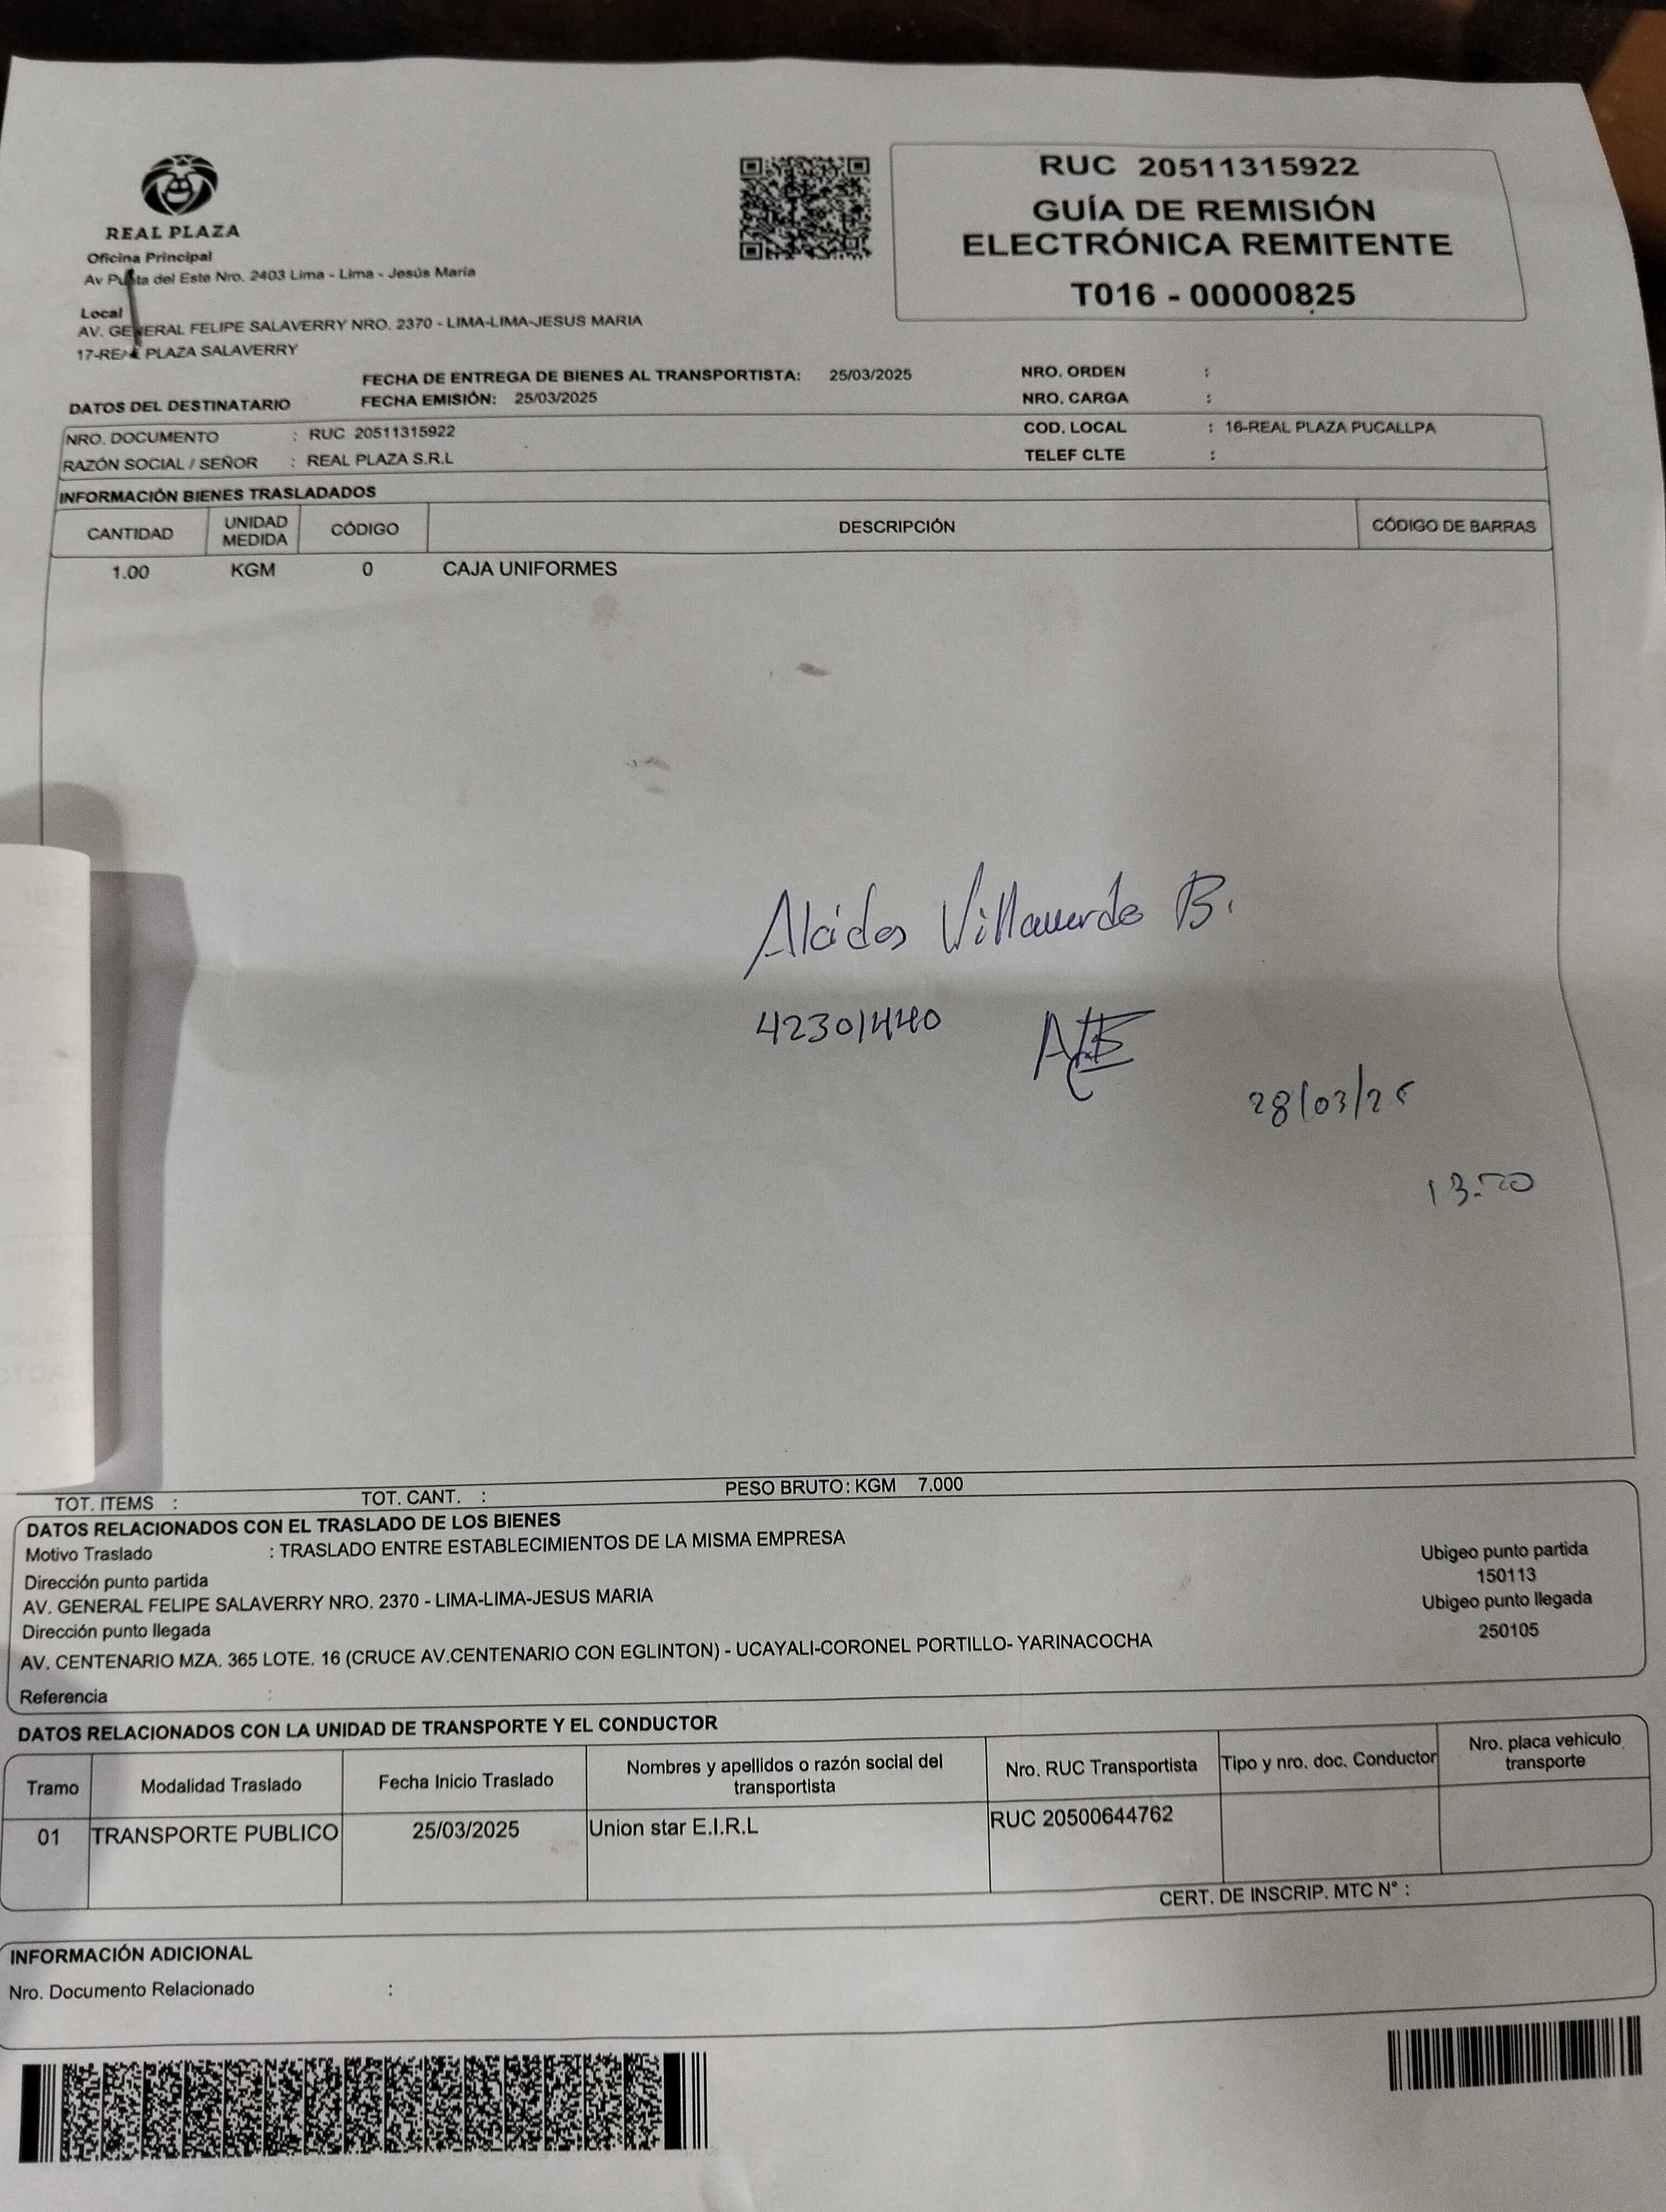 REAL PLAZA
Oficina Principal
Av Punta del Este Nro. 2403 Lima - Lima - Jesús María
Local
AV. GENERAL FELIPE SALAVERRY NRO. 2370 - LIMA-LIMA-JESUS MARIA
17-REAL PLAZA SALAVERRY
RUC 20511315922
GUÍA DE REMISIÓN
ELECTRÓNICA REMITENTE
T016 - 00000825
FECHA DE ENTREGA DE BIENES AL TRANSPORTISTA: 25/03/2025
FECHA EMISIÓN: 25/03/2025
NRO. ORDEN :
NRO. CARGA :
DATOS DEL DESTINATARIO
NRO. DOCUMENTO : RUC 20511315922
RAZÓN SOCIAL / SEÑOR : REAL PLAZA S.R.L
COD. LOCAL : 16-REAL PLAZA PUCALLPA
TELEF CLTE :
INFORMACIÓN BIENES TRASLADADOS
CANTIDAD UNIDAD MEDIDA CÓDIGO DESCRIPCIÓN CÓDIGO DE BARRAS
1.00 KGM 0 CAJA UNIFORMES
Alcides Villaverde B.
42301440
28/03/25
TOT. ITEMS : TOT. CANT. : PESO BRUTO: KGM 7.000
DATOS RELACIONADOS CON EL TRASLADO DE LOS BIENES
Motivo Traslado : TRASLADO ENTRE ESTABLECIMIENTOS DE LA MISMA EMPRESA
Dirección punto partida
AV. GENERAL FELIPE SALAVERRY NRO. 2370 - LIMA-LIMA-JESUS MARIA
Dirección punto llegada
AV. CENTENARIO MZA. 365 LOTE. 16 (CRUCE AV.CENTENARIO CON EGLINTON) - UCAYALI-CORONEL PORTILLO- YARINACOCHA
Referencia :
Ubigeo punto partida
150113
Ubigeo punto llegada
250105
DATOS RELACIONADOS CON LA UNIDAD DE TRANSPORTE Y EL CONDUCTOR
Tramo Modalidad Traslado Fecha Inicio Traslado Nombres y apellidos o razón social del transportista Nro. RUC Transportista Tipo y nro. doc. Conductor Nro. placa vehiculo transporte
01 TRANSPORTE PUBLICO 25/03/2025 Union star E.I.R.L RUC 20500644762
CERT. DE INSCRIP. MTC N° :
INFORMACIÓN ADICIONAL
Nro. Documento Relacionado :